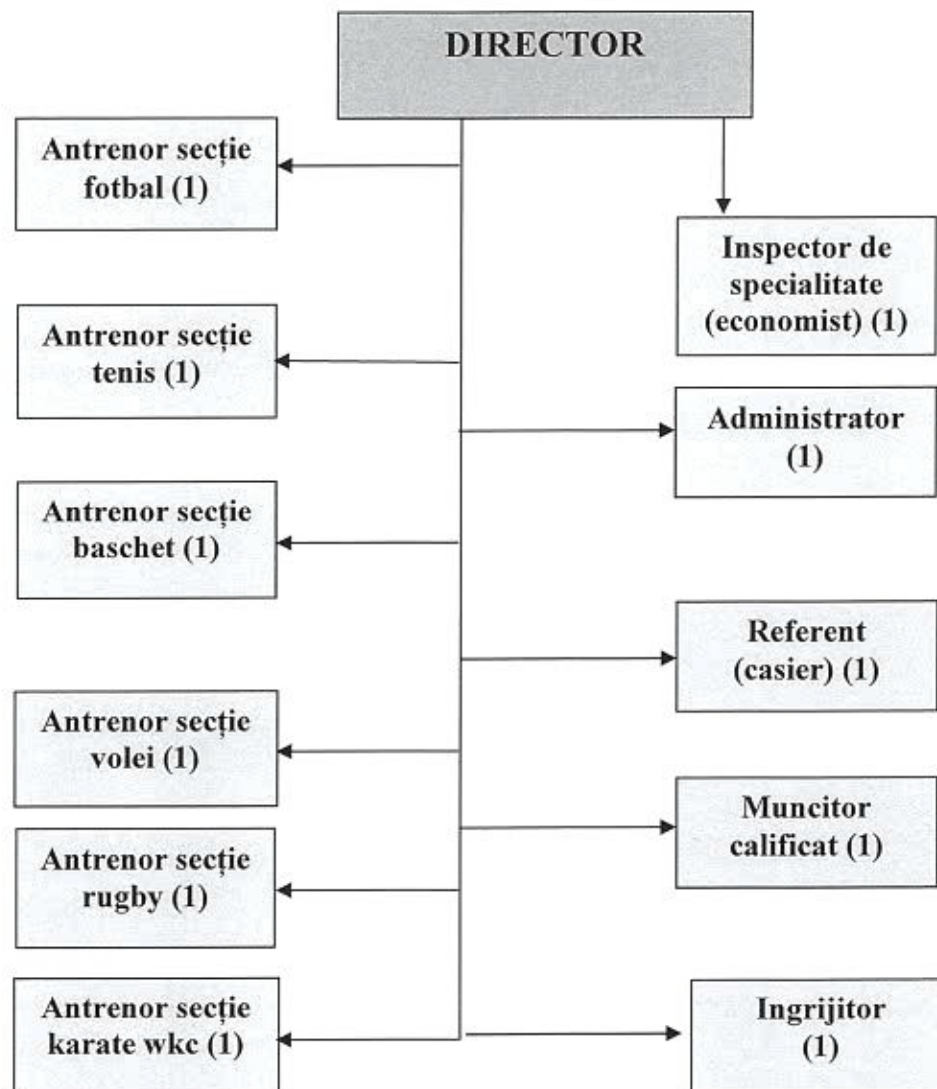 DIRECTOR
Antrenor secție
fotbal (1)
Inspector de
specialitate
(economist) (1)
Antrenor secție
tenis (1)
Administrator
(1)
Antrenor secție
baschet (1)
Referent
(casier) (1)
Antrenor secție
volei (1)
Muncitor
calificat (1)
Antrenor secție
rugby (1)
Antrenor secție
karate wkc (1)
Ingrijitor
(1)